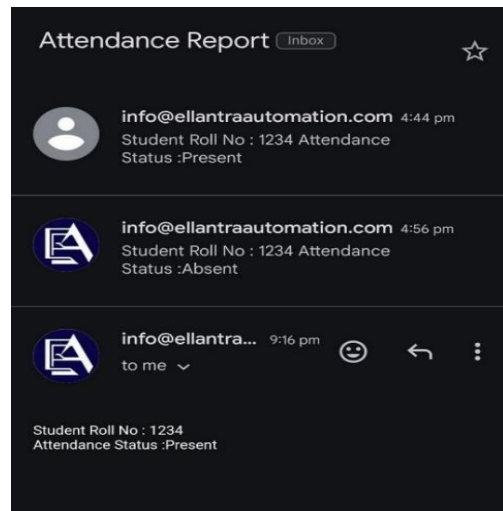 Attendance Report Inbox
info@ellantraautomation.com 4:44 pm
Student Roll No : 1234 Attendance
Status :Present
info@ellantraautomation.com 4:56 pm
Student Roll No : 1234 Attendance
Status :Absent
info@ellantra... 9:16 pm
to me
Student Roll No : 1234
Attendance Status :Present